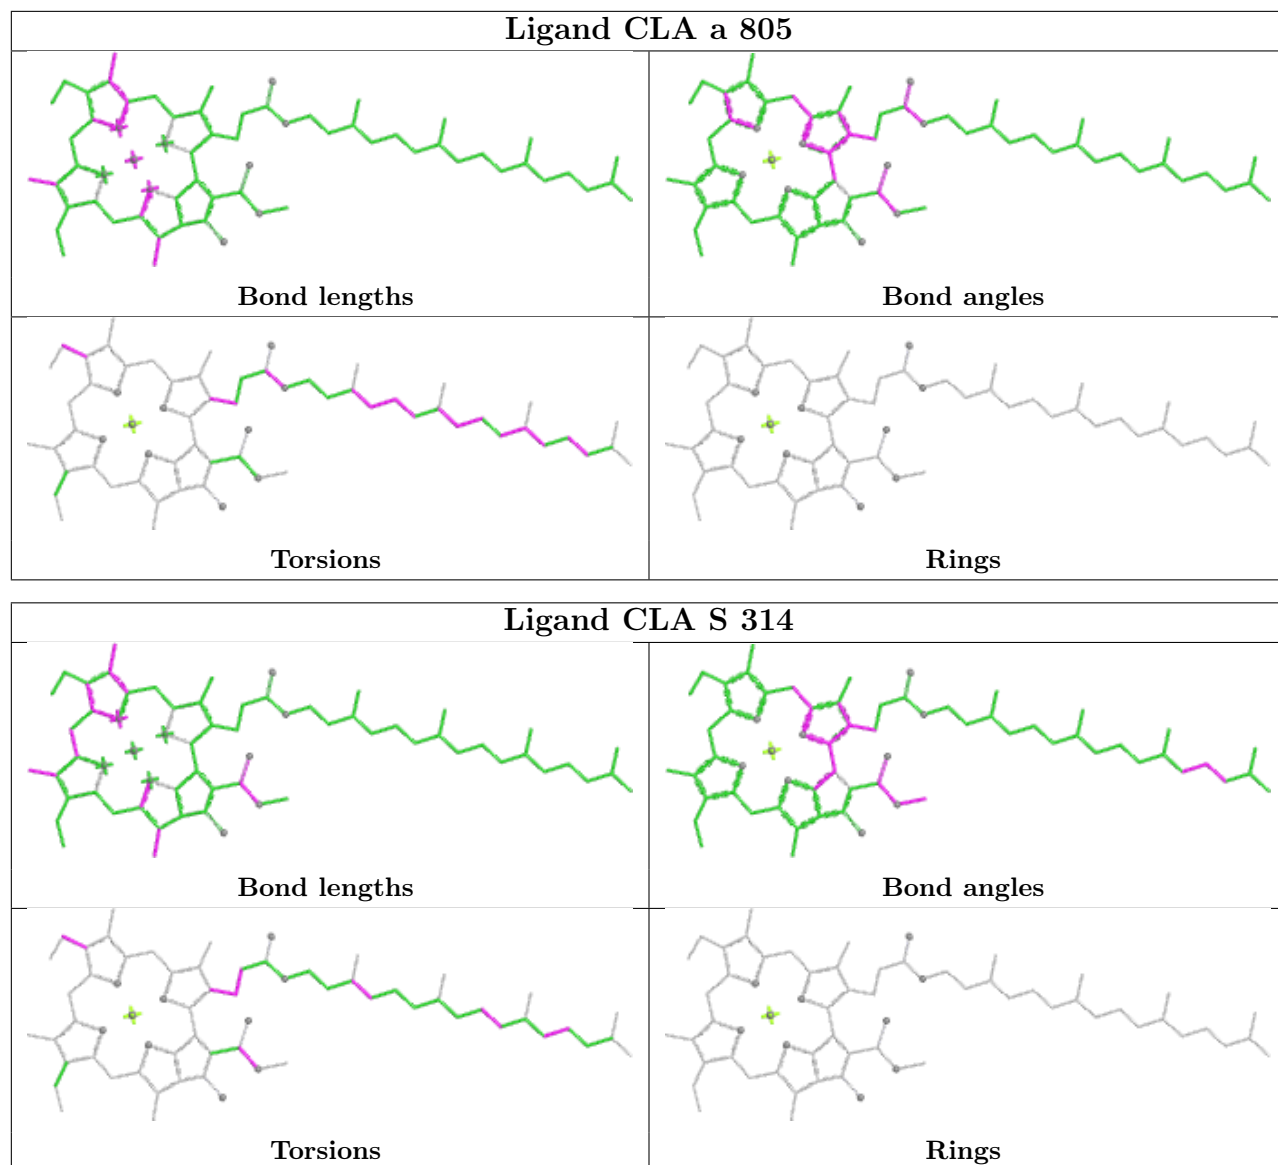 Ligand CLA a 805
Bond lengths
Bond angles
Torsions
Rings
Ligand CLA S 314
Bond lengths
Bond angles
Torsions
Rings